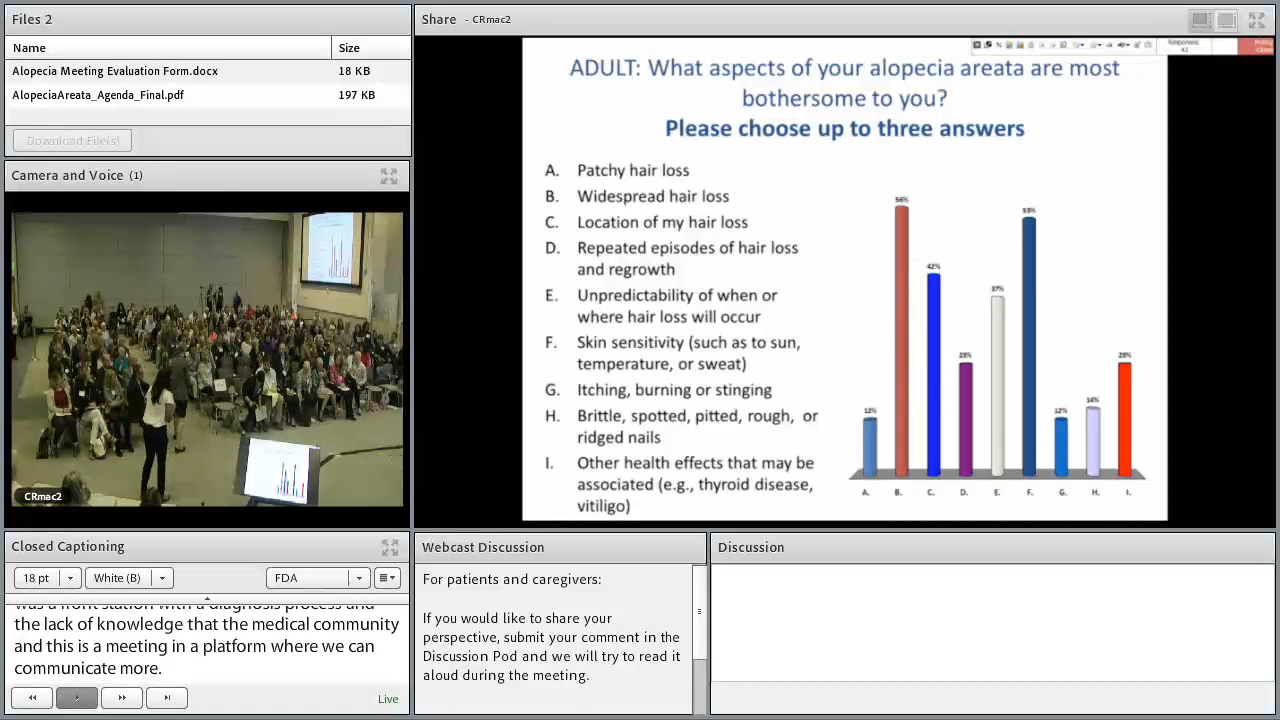 Files 2
Name Size
Alopecia Meeting Evaluation Form.docx 18 KB
AlopeciaAreata_Agenda_Final.pdf 197 KB
Download File(s)
Camera and Voice (1)
CRmac2
Closed Captioning
18 pt White (B) FDA
the lack of knowledge that the medical community
and this is a meeting in a platform where we can
communicate more.
Live
Share - CRmac2
Responses:
ADULT: What aspects of your alopecia areata are most
bothersome to you?
Please choose up to three answers
A. Patchy hair loss
B. Widespread hair loss
C. Location of my hair loss
D. Repeated episodes of hair loss
and regrowth
E. Unpredictability of when or
where hair loss will occur
F. Skin sensitivity (such as to sun,
temperature, or sweat)
G. Itching, burning or stinging
H. Brittle, spotted, pitted, rough, or
ridged nails
I. Other health effects that may be
associated (e.g., thyroid disease,
vitiligo)
12% 56% 42% 37% 53% 12% 14%
A. B. C. D. E. F. G. H. I.
Webcast Discussion
For patients and caregivers:
If you would like to share your
perspective, submit your comment in the
Discussion Pod and we will try to read it
aloud during the meeting.
Discussion